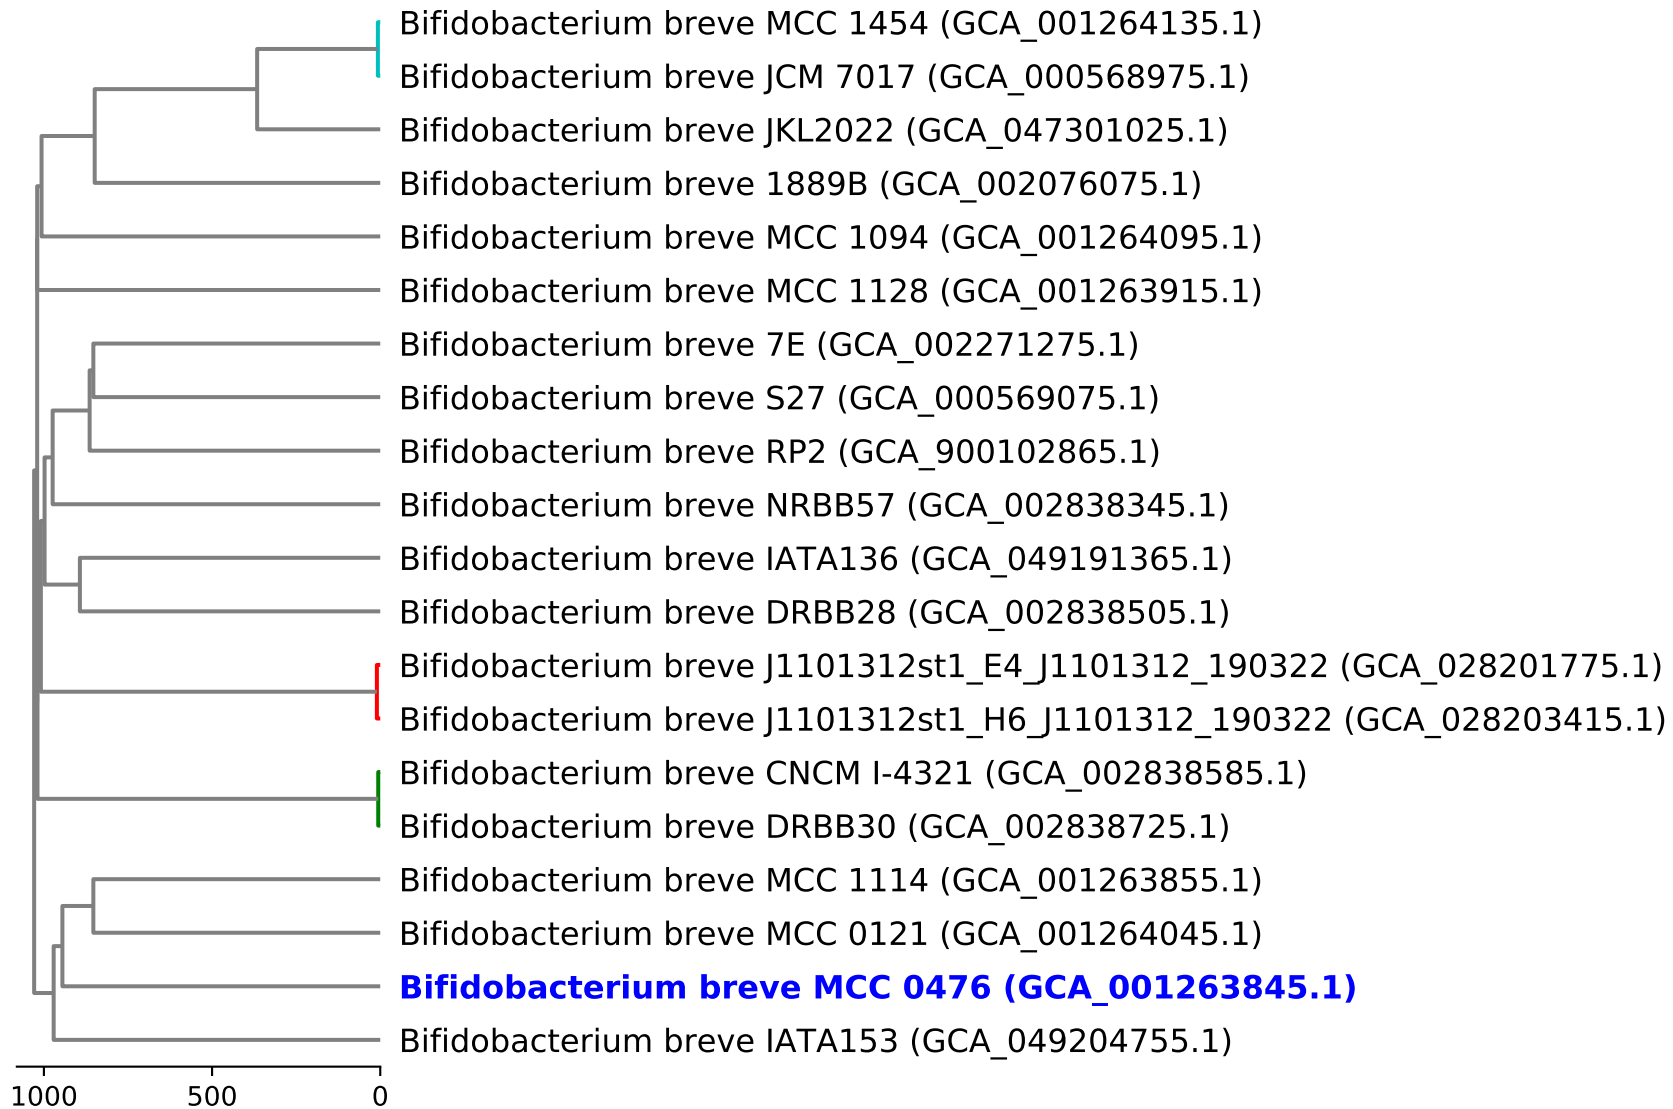 Bifidobacterium breve MCC 1454 (GCA_001264135.1)
Bifidobacterium breve JCM 7017 (GCA_000568975.1)
Bifidobacterium breve JKL2022 (GCA_047301025.1)
Bifidobacterium breve 1889B (GCA_002076075.1)
Bifidobacterium breve MCC 1094 (GCA_001264095.1)
Bifidobacterium breve MCC 1128 (GCA_001263915.1)
Bifidobacterium breve 7E (GCA_002271275.1)
Bifidobacterium breve S27 (GCA_000569075.1)
Bifidobacterium breve RP2 (GCA_900102865.1)
Bifidobacterium breve NRBB57 (GCA_002838345.1)
Bifidobacterium breve IATA136 (GCA_049191365.1)
Bifidobacterium breve DRBB28 (GCA_002838505.1)
Bifidobacterium breve J1101312st1_E4_J1101312_190322 (GCA_028201775.1)
Bifidobacterium breve J1101312st1_H6_J1101312_190322 (GCA_028203415.1)
Bifidobacterium breve CNCM I-4321 (GCA_002838585.1)
Bifidobacterium breve DRBB30 (GCA_002838725.1)
Bifidobacterium breve MCC 1114 (GCA_001263855.1)
Bifidobacterium breve MCC 0121 (GCA_001264045.1)
Bifidobacterium breve MCC 0476 (GCA_001263845.1)
Bifidobacterium breve IATA153 (GCA_049204755.1)
1000 500 0